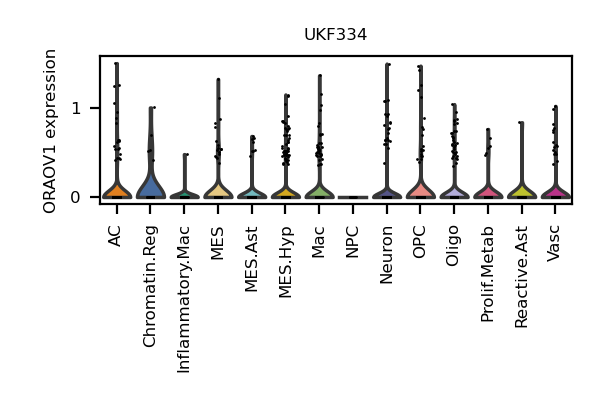 UKF334
ORAOV1 expression
1
0
AC
Chromatin.Reg
Inflammatory.Mac
MES
MES.Ast
MES.Hyp
Mac
NPC
Neuron
OPC
Oligo
Prolif.Metab
Reactive.Ast
Vasc